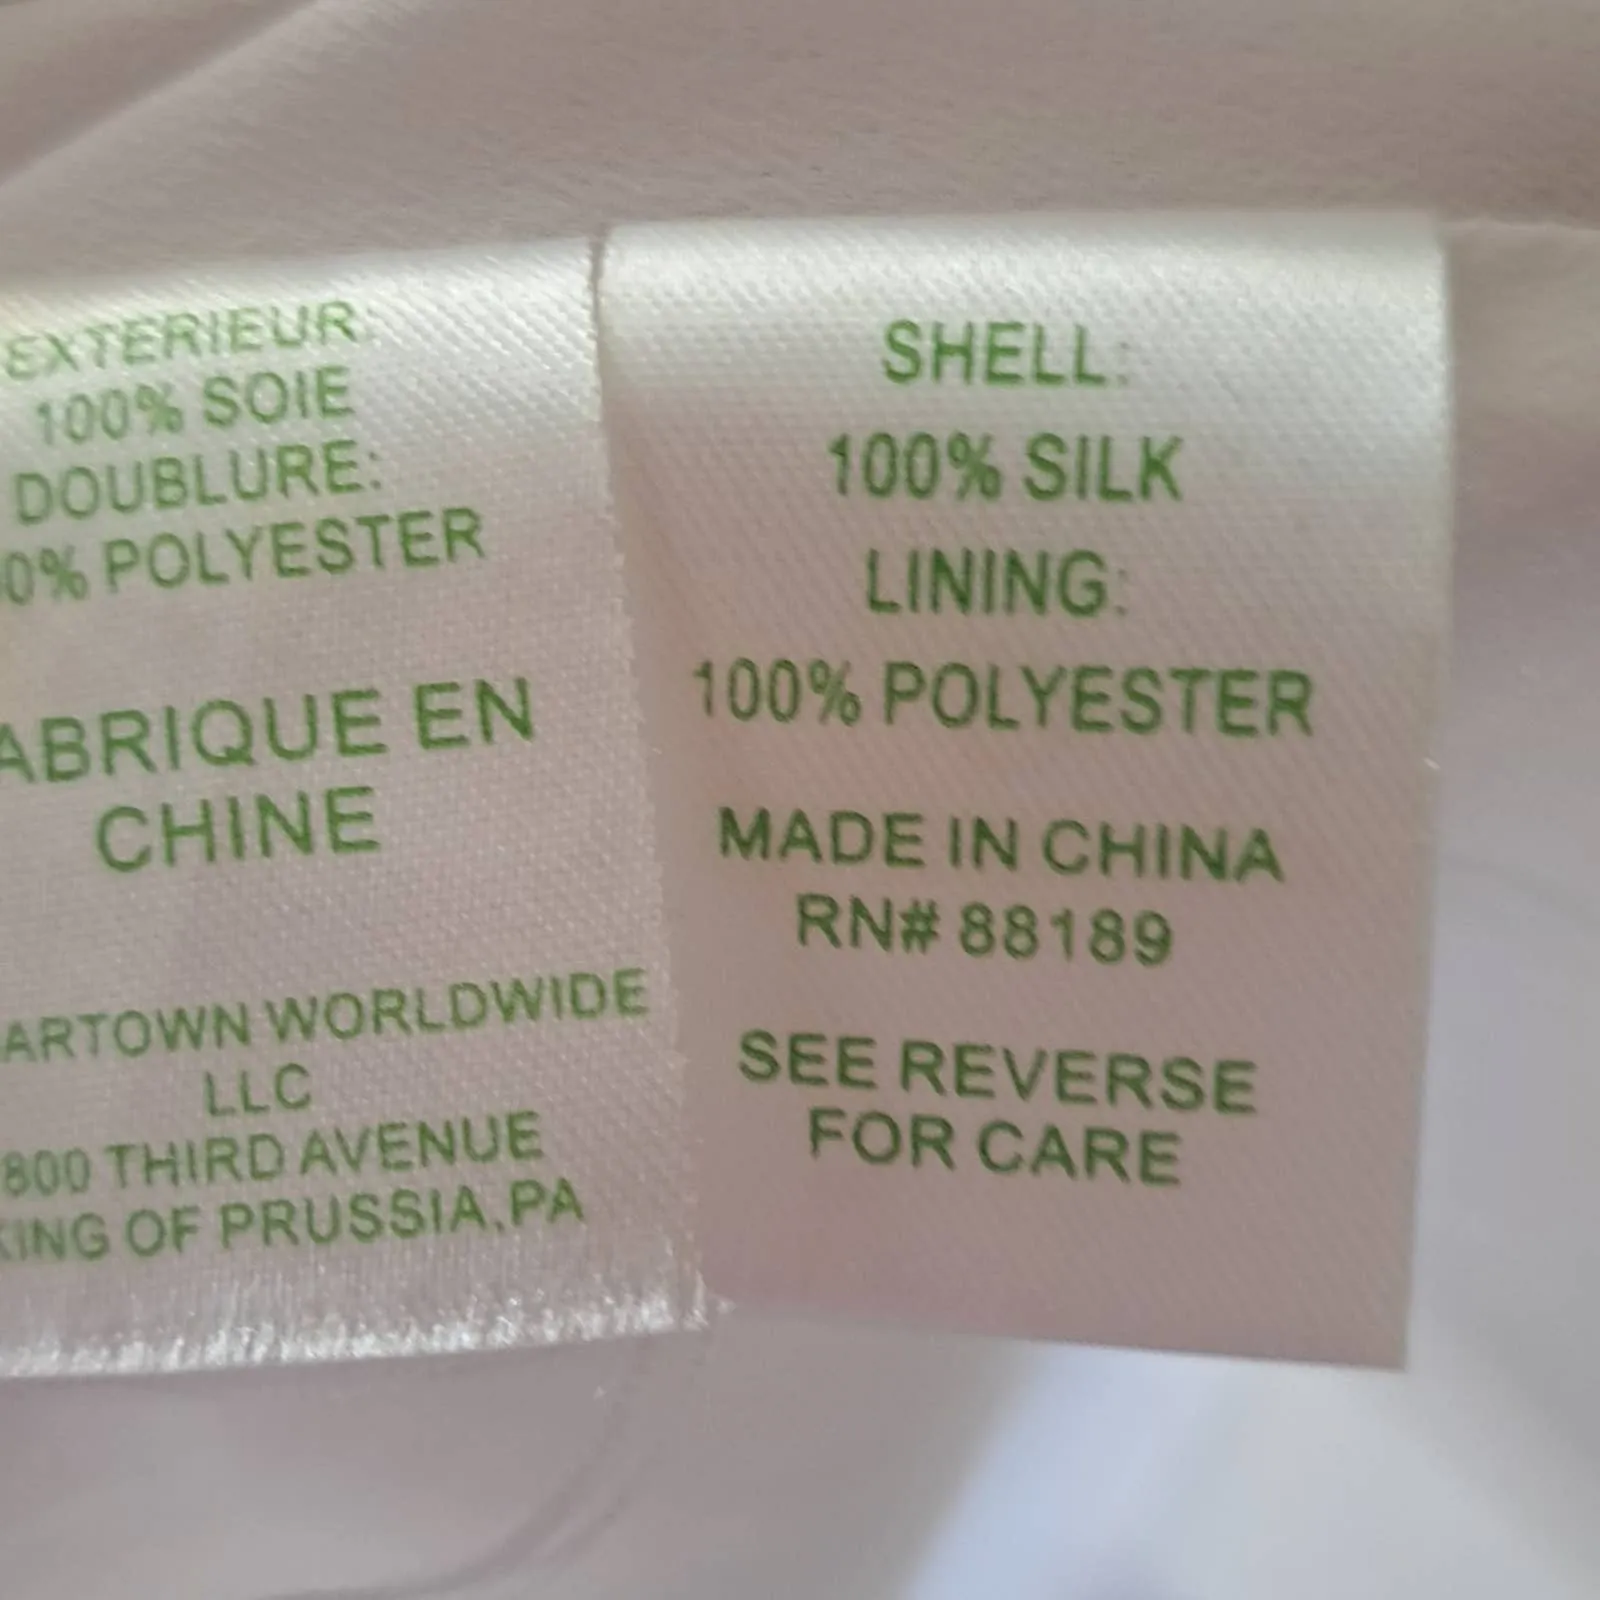 EXTERIEUR:
100% SOIE
DOUBLURE:
00% POLYESTER
ABRIQUE EN
CHINE
ARTOWN WORLDWIDE
LLC
800 THIRD AVENUE
KING OF PRUSSIA,PA
SHELL:
100% SILK
LINING:
100% POLYESTER
MADE IN CHINA
RN# 88189
SEE REVERSE
FOR CARE